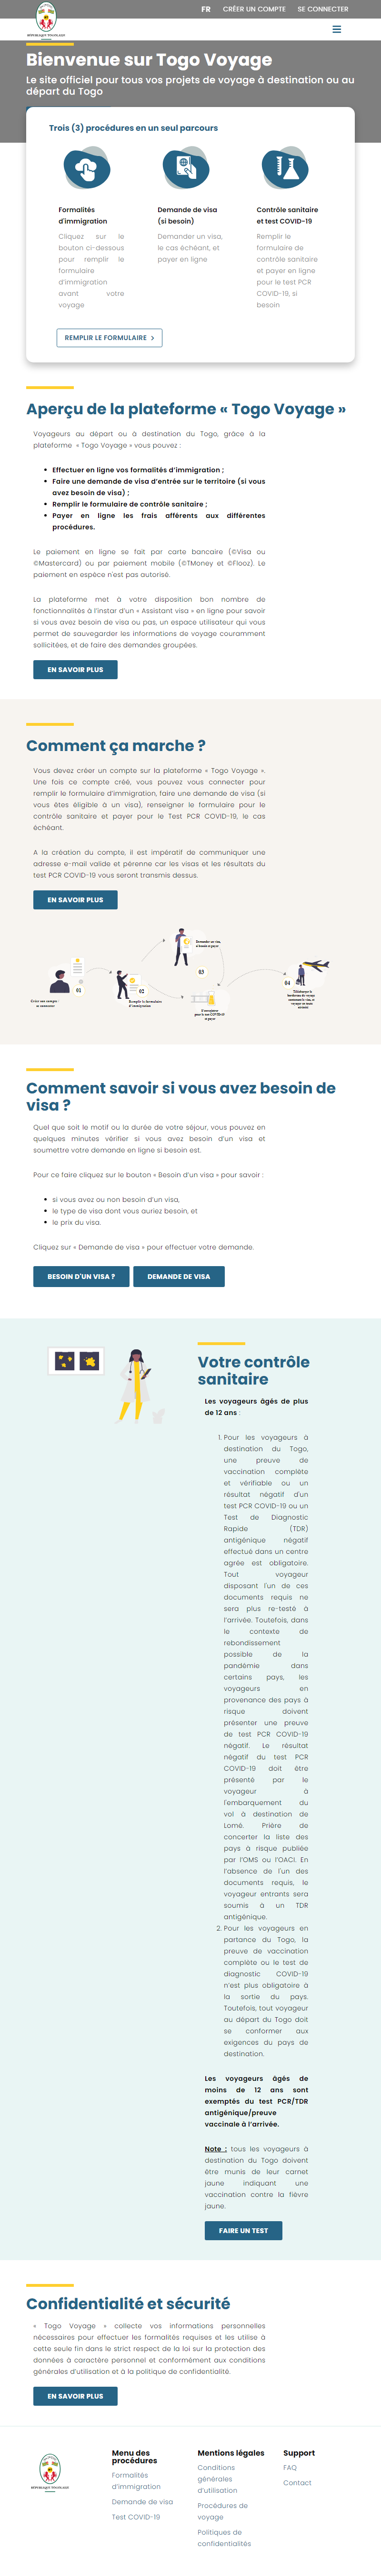 FR CRÉER UN COMPTE SE CONNECTER
REPUBLIQUE TOGOLAISE
Bienvenue sur Togo Voyage
Le site officiel pour tous vos projets de voyage à destination ou au
départ du Togo
Trois (3) procédures en un seul parcours
Formalités
d'immigration
Cliquez sur le
bouton ci-dessous
pour remplir le
formulaire
d'immigration
avant votre
voyage
Demande de visa
(si besoin)
Demander un visa,
le cas échéant, et
payer en ligne
Contrôle sanitaire
et test COVID-19
Remplir le
formulaire de
contrôle sanitaire
et payer en ligne
pour le test PCR
COVID-19, si
besoin
REMPLIR LE FORMULAIRE
Aperçu de la plateforme « Togo Voyage »
Voyageurs au départ ou à destination du Togo, grâce à la
plateforme « Togo Voyage » vous pouvez :
Effectuer en ligne vos formalités d'immigration ;
Faire une demande de visa d'entrée sur le territoire (si vous
avez besoin de visa) ;
Remplir le formulaire de contrôle sanitaire ;
Payer en ligne les frais afférents aux différentes
procédures.
Le paiement en ligne se fait par carte bancaire (©Visa ou
©Mastercard) ou par paiement mobile (©TMoney et ©Flooz). Le
paiement en espèce n'est pas autorisé.
La plateforme met à votre disposition bon nombre de
fonctionnalités à l'instar d'un « Assistant visa » en ligne pour savoir
si vous avez besoin de visa ou pas, un espace utilisateur qui vous
permet de sauvegarder les informations de voyage couramment
sollicitées, et de faire des demandes groupées.
EN SAVOIR PLUS
Comment ça marche ?
Vous devez créer un compte sur la plateforme « Togo Voyage ».
Une fois ce compte créé, vous pouvez vous connecter pour
remplir le formulaire d'immigration, faire une demande de visa (si
vous êtes éligible à un visa), renseigner le formulaire pour le
contrôle sanitaire et payer pour le Test PCR COVID-19, le cas
échéant.
A la création du compte, il est impératif de communiquer une
adresse e-mail valide et pérenne car les visas et les résultats du
test PCR COVID-19 vous seront transmis dessus.
EN SAVOIR PLUS
01
02
03
04
Comment savoir si vous avez besoin de
visa ?
Quel que soit le motif ou la durée de votre séjour, vous pouvez en
quelques minutes vérifier si vous avez besoin d'un visa et
soumettre votre demande en ligne si besoin est.
Pour ce faire cliquez sur le bouton « Besoin d'un visa » pour savoir :
si vous avez ou non besoin d'un visa,
le type de visa dont vous auriez besoin, et
le prix du visa.
Cliquez sur « Demande de visa » pour effectuer votre demande.
BESOIN D'UN VISA ?
DEMANDE DE VISA
Votre contrôle
sanitaire
Les voyageurs âgés de plus
de 12 ans :
1. Pour les voyageurs à
destination du Togo,
une preuve de
vaccination complète
et vérifiable ou un
résultat négatif d'un
test PCR COVID-19 ou un
Test de Diagnostic
Rapide (TDR)
antigénique négatif
effectué dans un centre
agrée est obligatoire.
Tout voyageur
disposant l'un de ces
documents requis ne
sera plus re-testé à
l'arrivée. Toutefois, dans
le contexte de
rebondissement
possible de la
pandémie dans
certains pays, les
voyageurs en
provenance des pays à
risque doivent
présenter une preuve
de test PCR COVID-19
négatif. Le résultat
négatif du test PCR
COVID-19 doit être
présenté par le
voyageur à
l'embarquement du
vol à destination de
Lomé. Prière de
concerter la liste des
pays à risque publiée
par l'OMS ou l'OACI. En
l'absence de l'un des
documents requis, le
voyageur entrants sera
soumis à un TDR
antigénique.
2. Pour les voyageurs en
partance du Togo, la
preuve de vaccination
complète ou le test de
diagnostic COVID-19
n'est plus obligatoire à
la sortie du pays.
Toutefois, tout voyageur
au départ du Togo doit
se conformer aux
exigences du pays de
destination.
Les voyageurs âgés de
moins de 12 ans sont
exemptés du test PCR/TDR
antigénique/preuve
vaccinale à l'arrivée.
Note : tous les voyageurs à
destination du Togo doivent
être munis de leur carnet
jaune indiquant une
vaccination contre la fièvre
jaune.
FAIRE UN TEST
Confidentialité et sécurité
« Togo Voyage » collecte vos informations personnelles
nécessaires pour effectuer les formalités requises et les utilise à
cette seule fin dans le strict respect de la loi sur la protection des
données à caractère personnel et conformément aux conditions
générales d'utilisation et à la politique de confidentialité.
EN SAVOIR PLUS
REPUBLIQUE TOGOLAISE
Menu des
procédures
Formalités
d'immigration
Demande de visa
Test COVID-19
Mentions légales
Conditions
générales
d'utilisation
Procédures de
voyage
Politiques de
confidentialités
Support
FAQ
Contact